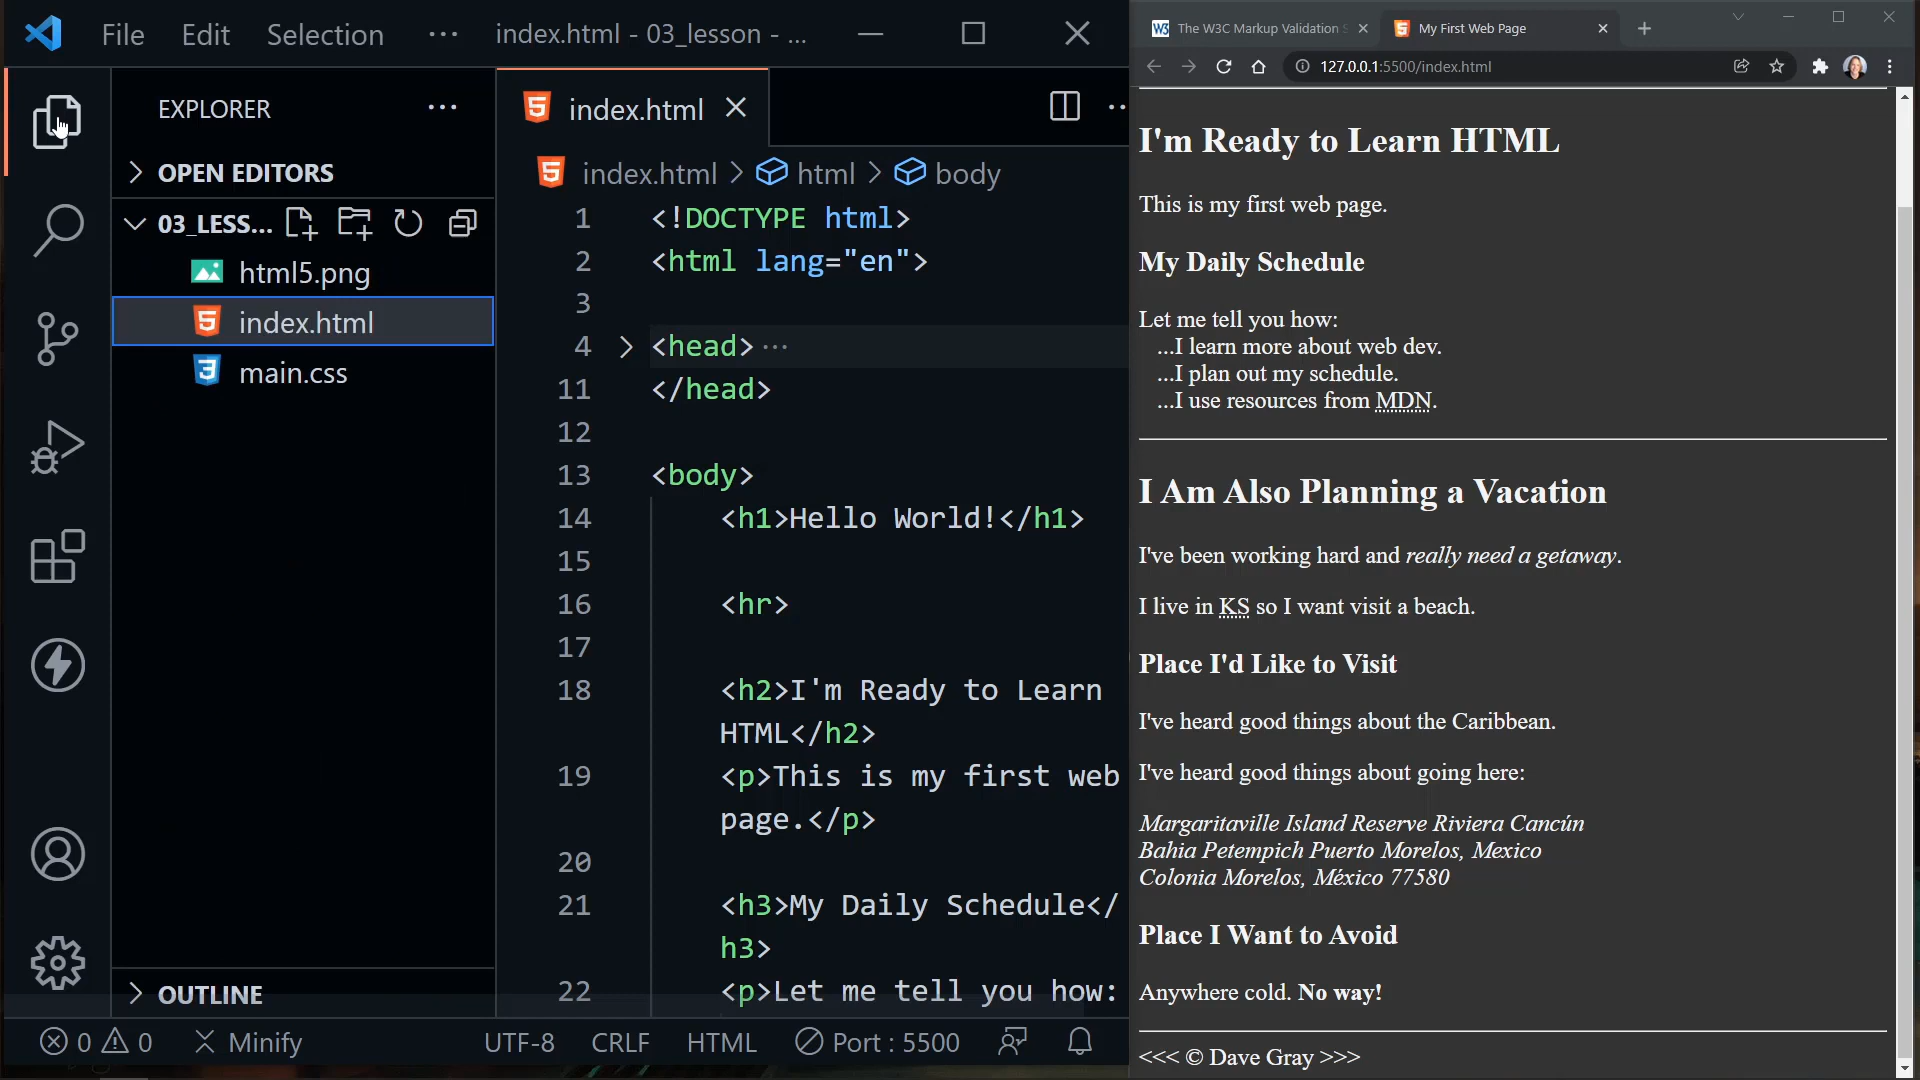 File Edit Selection ··· index.html - 03_lesson - ...
EXPLORER ···
OPEN EDITORS
03_LESS...
html5.png
index.html
main.css
OUTLINE
index.html
index.html > html > body
1 <!DOCTYPE html>
2 <html lang="en">
3
4 <head> ···
11 </head>
12
13 <body>
14 <h1>Hello World!</h1>
15
16 <hr>
17
18 <h2>I'm Ready to Learn
HTML</h2>
19 <p>This is my first web
page.</p>
20
21 <h3>My Daily Schedule</
h3>
22 <p>Let me tell you how:
0 0 Minify UTF-8 CRLF HTML Port : 5500
The W3C Markup Validation S
My First Web Page
127.0.0.1:5500/index.html
I'm Ready to Learn HTML
This is my first web page.
My Daily Schedule
Let me tell you how:
...I learn more about web dev.
...I plan out my schedule.
...I use resources from MDN.
I Am Also Planning a Vacation
I've been working hard and really need a getaway.
I live in KS so I want visit a beach.
Place I'd Like to Visit
I've heard good things about the Caribbean.
I've heard good things about going here:
Margaritaville Island Reserve Riviera Cancún
Bahia Petempich Puerto Morelos, Mexico
Colonia Morelos, México 77580
Place I Want to Avoid
Anywhere cold. No way!
<<< © Dave Gray >>>